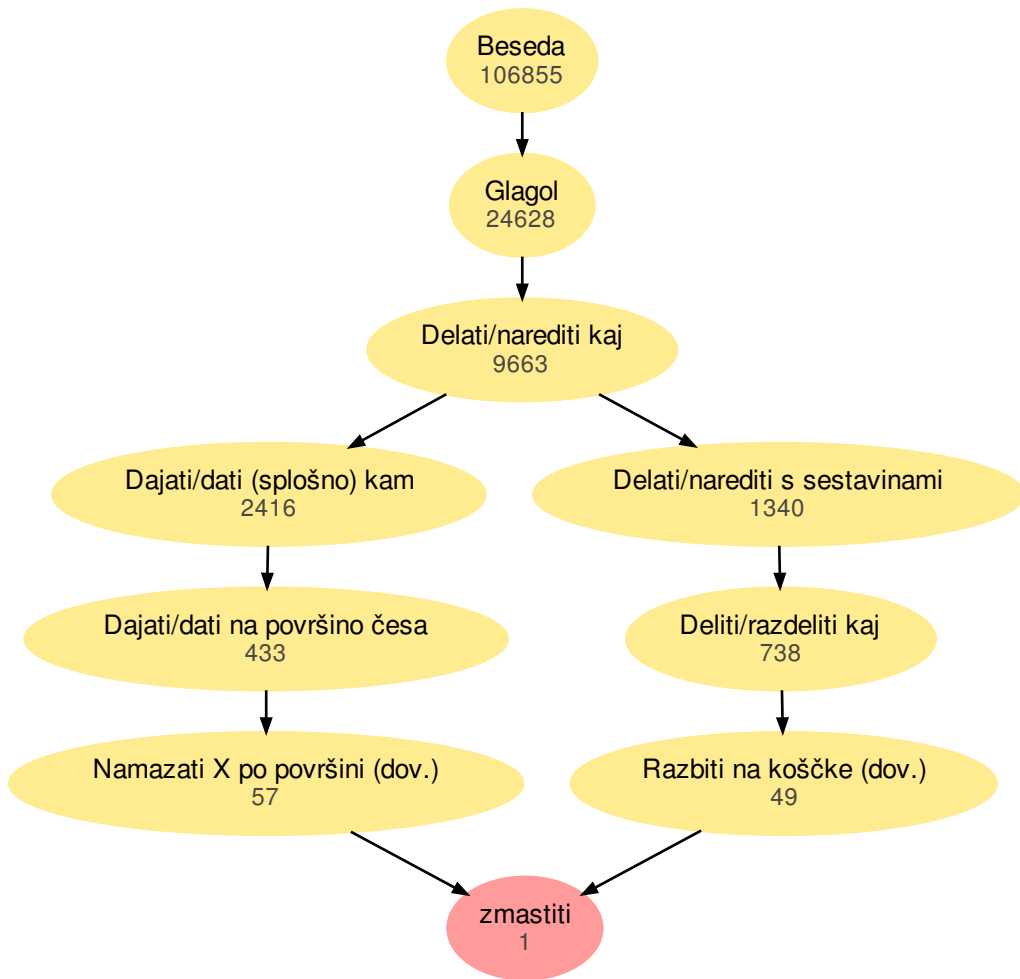 Beseda
106855
Glagol
24628
Delati/narediti kaj
9663
Dajati/dati (splošno) kam
2416
Delati/narediti s sestavinami
1340
Dajati/dati na površino česa
433
Deliti/razdeliti kaj
738
Namazati X po površini (dov.)
57
Razbiti na koščke (dov.)
49
zmastiti
1